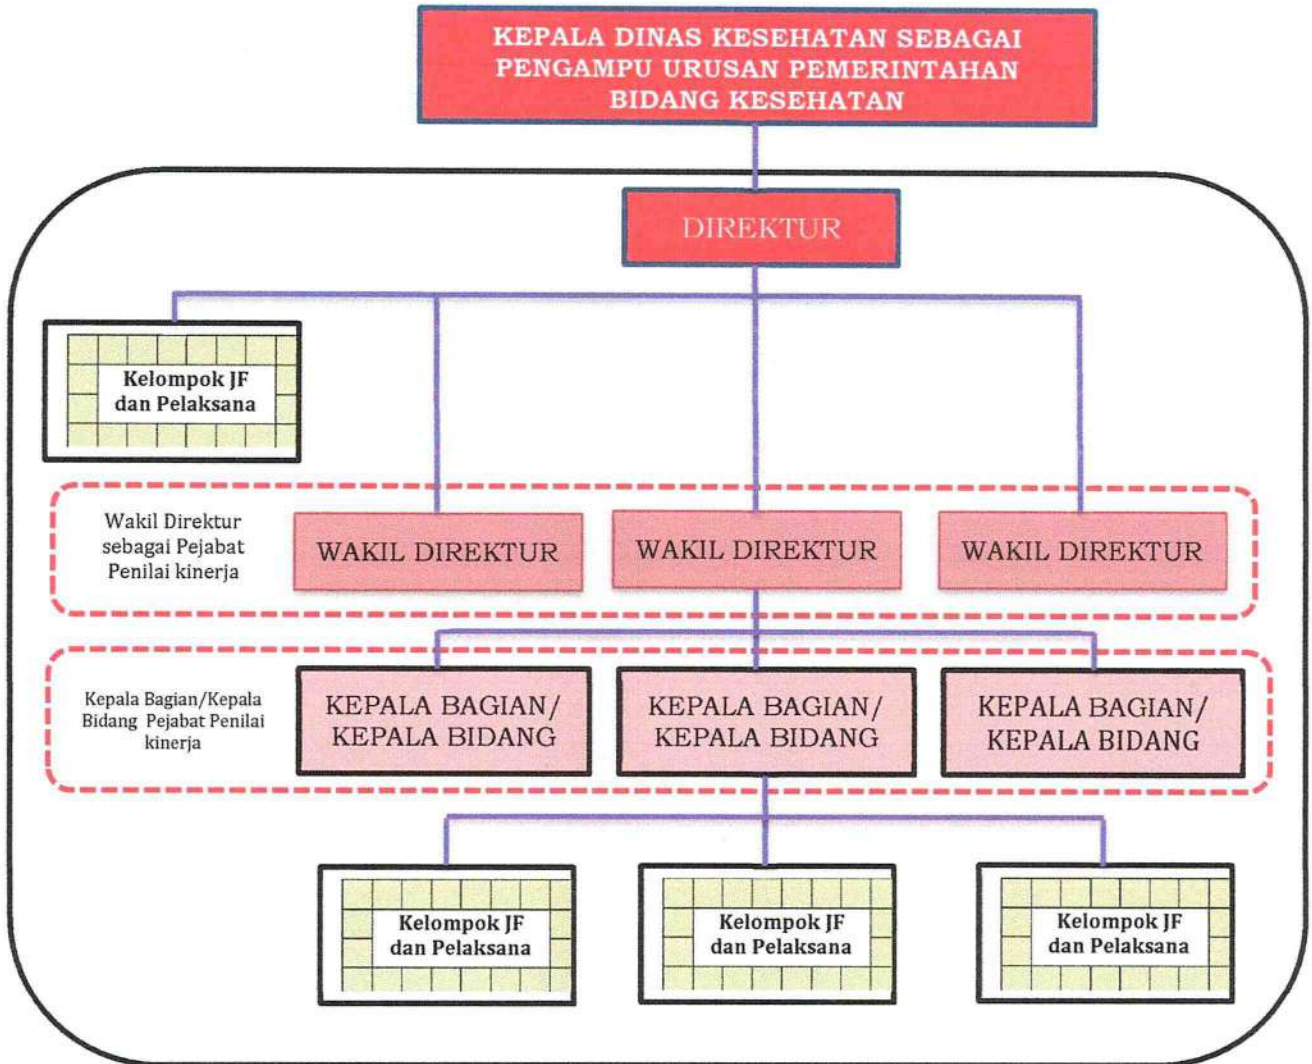 KEPALA DINAS KESEHATAN SEBAGAI
PENGAMPU URUSAN PEMERINTAHAN
BIDANG KESEHATAN
DIREKTUR
Kelompok JF
dan Pelaksana
Wakil Direktur
sebagai Pejabat
Penilai kinerja
WAKIL DIREKTUR
WAKIL DIREKTUR
WAKIL DIREKTUR
Kepala Bagian/Kepala
Bidang Pejabat Penilai
kinerja
KEPALA BAGIAN/
KEPALA BIDANG
KEPALA BAGIAN/
KEPALA BIDANG
KEPALA BAGIAN/
KEPALA BIDANG
Kelompok JF
dan Pelaksana
Kelompok JF
dan Pelaksana
Kelompok JF
dan Pelaksana